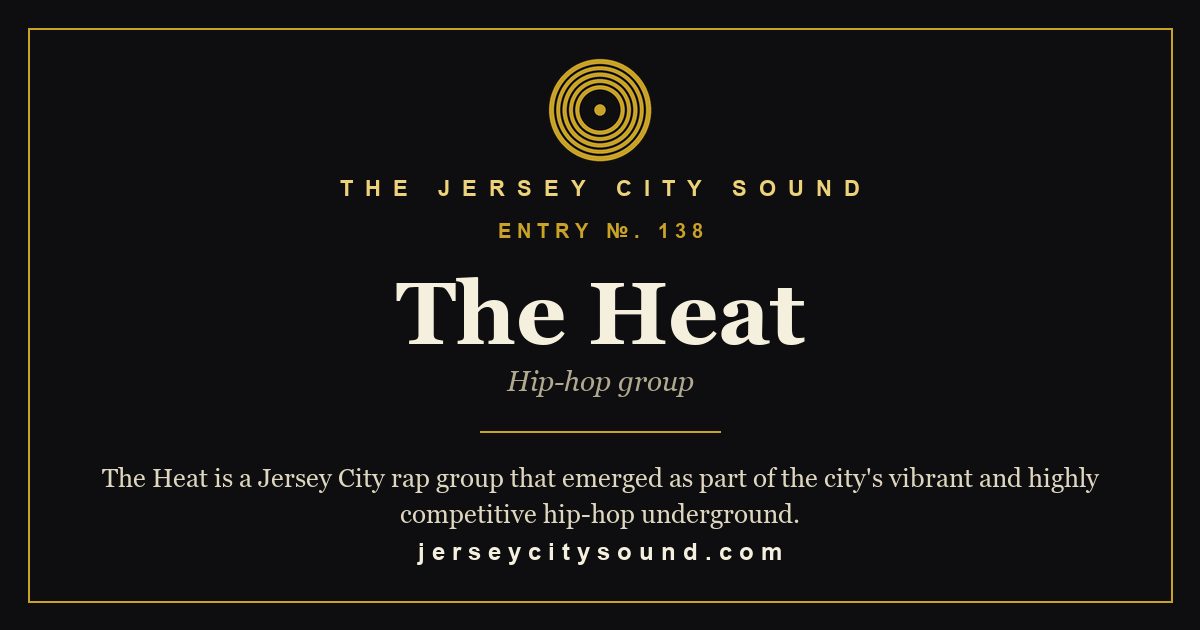 THE JERSEY CITY SOUND
ENTRY №. 138
The Heat
Hip-hop group
The Heat is a Jersey City rap group that emerged as part of the city's vibrant and highly
competitive hip-hop underground.
jerseycitysound.com